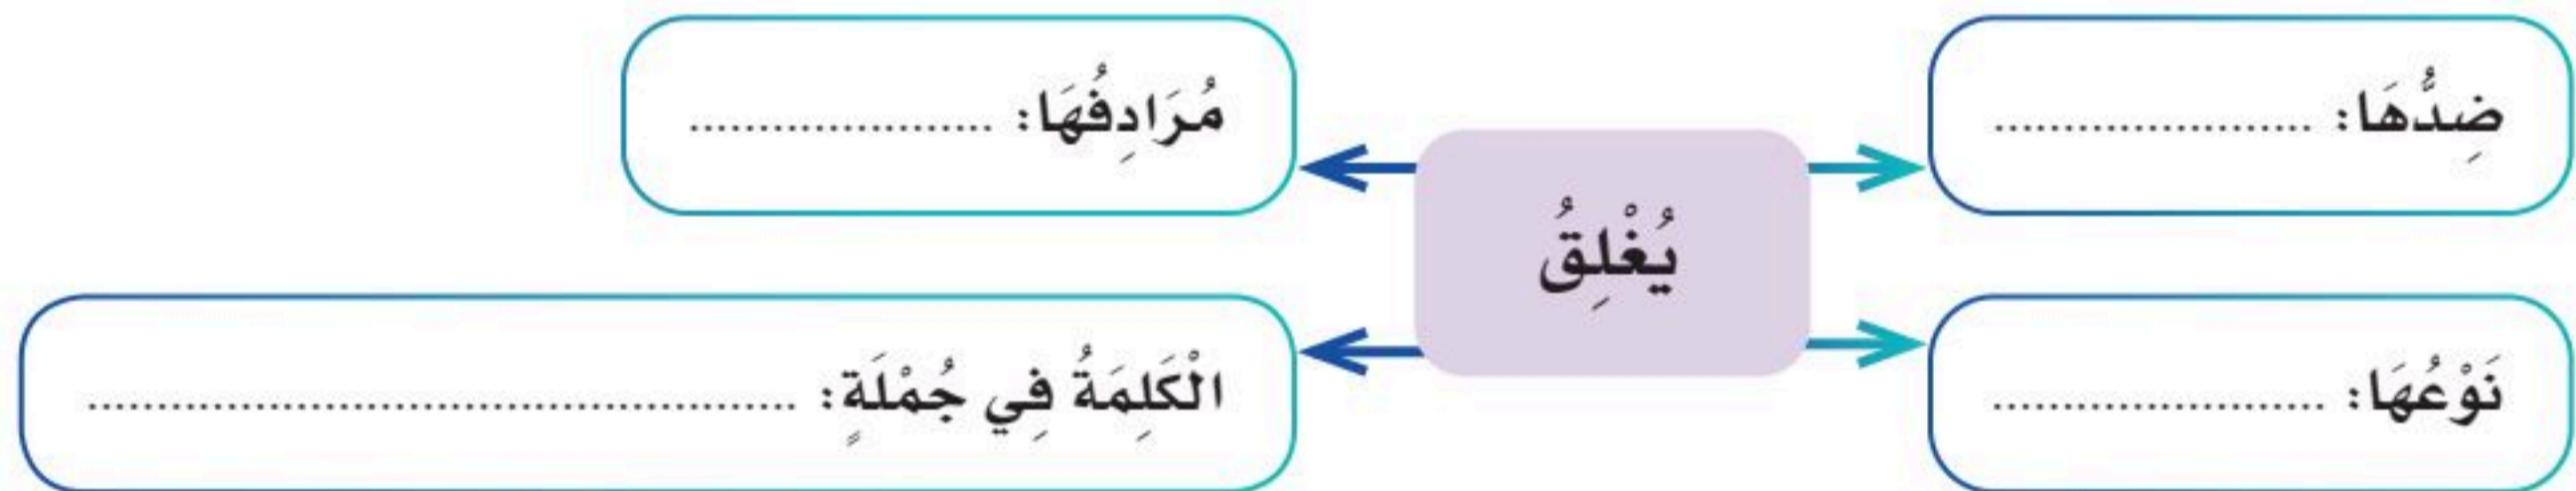 ضِدُّهَا: .......................
مُرَادِفُهَا: ......................
يُغْلِقُ
نَوْعُهَا: ........................
الْكَلِمَةُ فِي جُمْلَةٍ: ....................................................